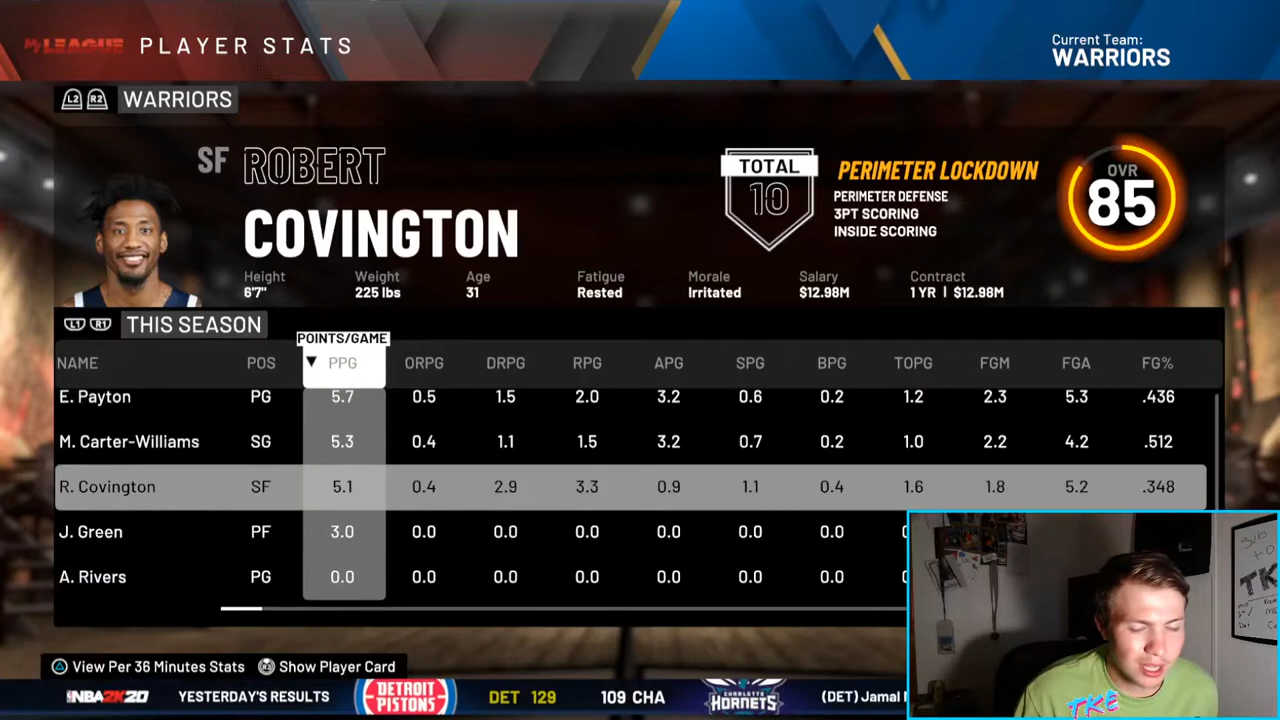 MyLEAGUE PLAYER STATS
Current Team:
WARRIORS
L2 R2 WARRIORS
SF ROBERT
COVINGTON
TOTAL
10
PERIMETER LOCKDOWN
PERIMETER DEFENSE
3PT SCORING
INSIDE SCORING
OVR
85
Height Weight Age Fatigue Morale Salary Contract
6'7" 225 lbs 31 Rested Irritated $12.98M 1 YR | $12.98M
L1 R1 THIS SEASON
POINTS/GAME
NAME POS PPG ORPG DRPG RPG APG SPG BPG TOPG FGM FGA FG%
E. Payton PG 5.7 0.5 1.5 2.0 3.2 0.6 0.2 1.2 2.3 5.3 .436
M. Carter-Williams SG 5.3 0.4 1.1 1.5 3.2 0.7 0.2 1.0 2.2 4.2 .512
R. Covington SF 5.1 0.4 2.9 3.3 0.9 1.1 0.4 1.6 1.8 5.2 .348
J. Green PF 3.0 0.0 0.0 0.0 0.0 0.0 0.0
A. Rivers PG 0.0 0.0 0.0 0.0 0.0 0.0 0.0
TKE
View Per 36 Minutes Stats R3 Show Player Card
NBA2K20 YESTERDAY'S RESULTS DETROIT PISTONS DET 129 109 CHA CHARLOTTE HORNETS (DET) Jamal